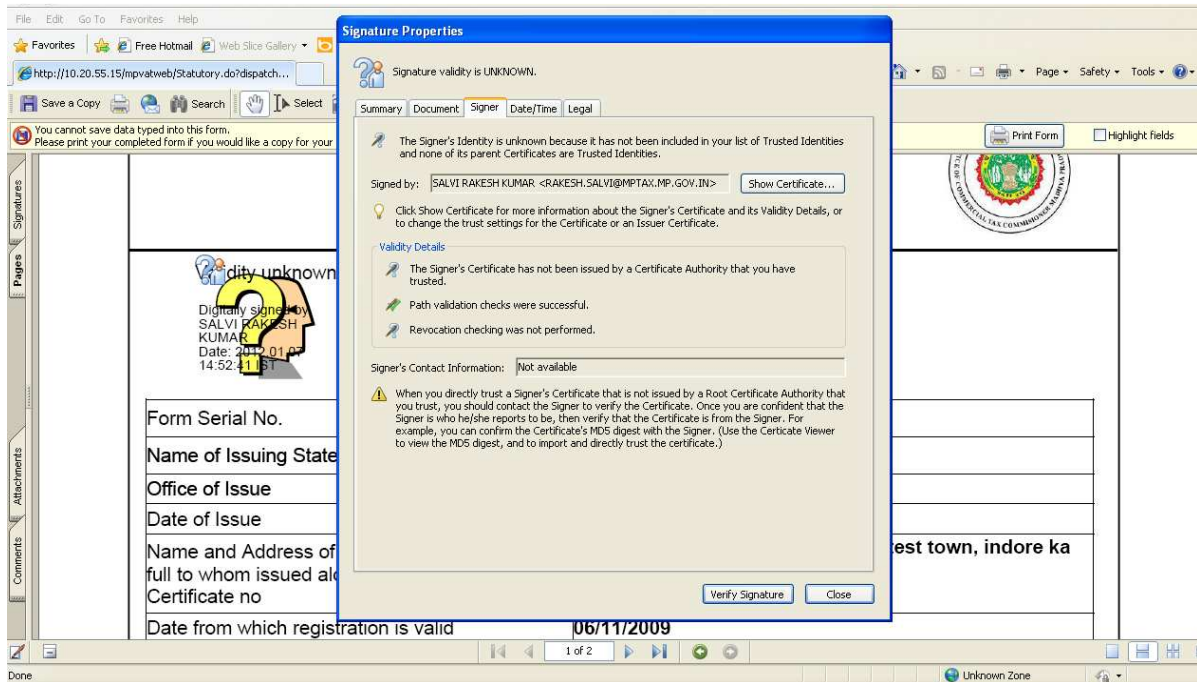 File Edit Go To Favorites Help
Favorites Free Hotmail Web Slice Gallery
http://10.20.55.15/mpvatweb/Statutory.do?dispatch...
Page Safety Tools
Save a Copy Search Select
You cannot save data typed into this form.
Please print your completed form if you would like a copy for your
Print Form Highlight fields
Signatures
Pages
Attachments
Comments
COMMERCIAL TAX COMMISSIONER MADHYA PRADESH
dity unknown
Digitally signed by
SALVI RAKESH
KUMAR
Date: 2012.01.07
14:52:41 IST
Form Serial No.
Name of Issuing State
Office of Issue
Date of Issue
Name and Address of
full to whom issued alo
Certificate no
test town, indore ka
Date from which registration is valid 06/11/2009
Signature Properties
Signature validity is UNKNOWN.
Summary Document Signer Date/Time Legal
The Signer's Identity is unknown because it has not been included in your list of Trusted Identities
and none of its parent Certificates are Trusted Identities.
Signed by: SALVI RAKESH KUMAR <RAKESH.SALVI@MPTAX.MP.GOV.IN> Show Certificate...
Click Show Certificate for more information about the Signer's Certificate and its Validity Details, or
to change the trust settings for the Certificate or an Issuer Certificate.
Validity Details
The Signer's Certificate has not been issued by a Certificate Authority that you have
trusted.
Path validation checks were successful.
Revocation checking was not performed.
Signer's Contact Information: Not available
When you directly trust a Signer's Certificate that is not issued by a Root Certificate Authority that
you trust, you should contact the Signer to verify the Certificate. Once you are confident that the
Signer is who he/she reports to be, then verify that the Certificate is from the Signer. For
example, you can confirm the Certificate's MD5 digest with the Signer. (Use the Certicate Viewer
to view the MD5 digest, and to import and directly trust the certificate.)
Verify Signature Close
1 of 2
Done Unknown Zone